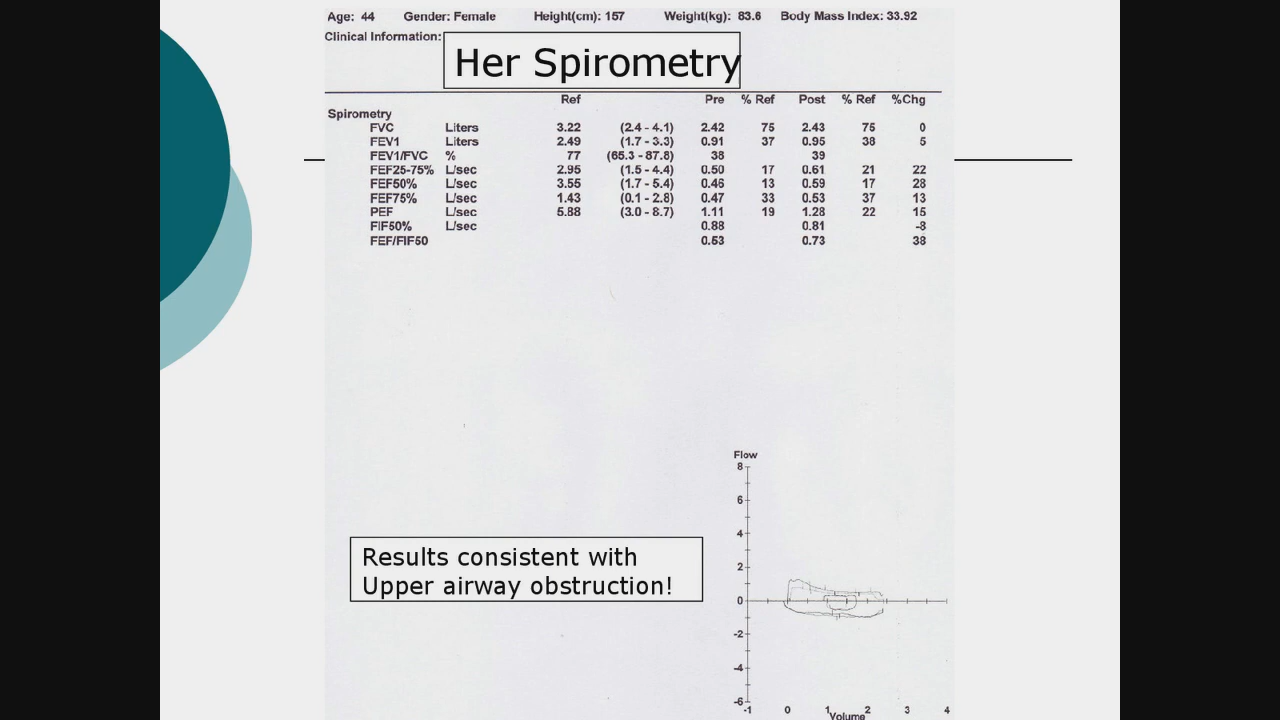 Age: 44 Gender: Female Height(cm): 157 Weight(kg): 83.6 Body Mass Index: 33.92
Clinical Information:
Her Spirometry
Ref Pre % Ref Post % Ref %Chg
Spirometry
FVC Liters 3.22 (2.4 - 4.1) 2.42 75 2.43 75 0
FEV1 Liters 2.49 (1.7 - 3.3) 0.91 37 0.95 38 5
FEV1/FVC % 77 (65.3 - 87.8) 38 39
FEF25-75% L/sec 2.95 (1.5 - 4.4) 0.50 17 0.61 21 22
FEF50% L/sec 3.55 (1.7 - 5.4) 0.46 13 0.59 17 28
FEF75% L/sec 1.43 (0.1 - 2.8) 0.47 33 0.53 37 13
PEF L/sec 5.88 (3.0 - 8.7) 1.11 19 1.28 22 15
FIF50% L/sec 0.88 0.81 -8
FEF/FIF50 0.53 0.73 38
Flow
8
6
4
Results consistent with
Upper airway obstruction!
2
0
-2
-4
-6
-1 0 1 2 3 4
Volume